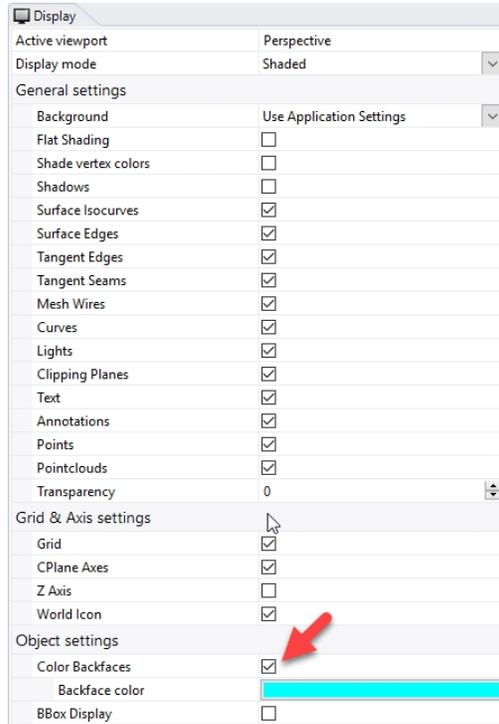 Display
Active viewport Perspective
Display mode Shaded
General settings
Background Use Application Settings
Flat Shading
Shade vertex colors
Shadows
Surface Isocurves
Surface Edges
Tangent Edges
Tangent Seams
Mesh Wires
Curves
Lights
Clipping Planes
Text
Annotations
Points
Pointclouds
Transparency 0
Grid & Axis settings
Grid
CPlane Axes
Z Axis
World Icon
Object settings
Color Backfaces
Backface color
BBox Display